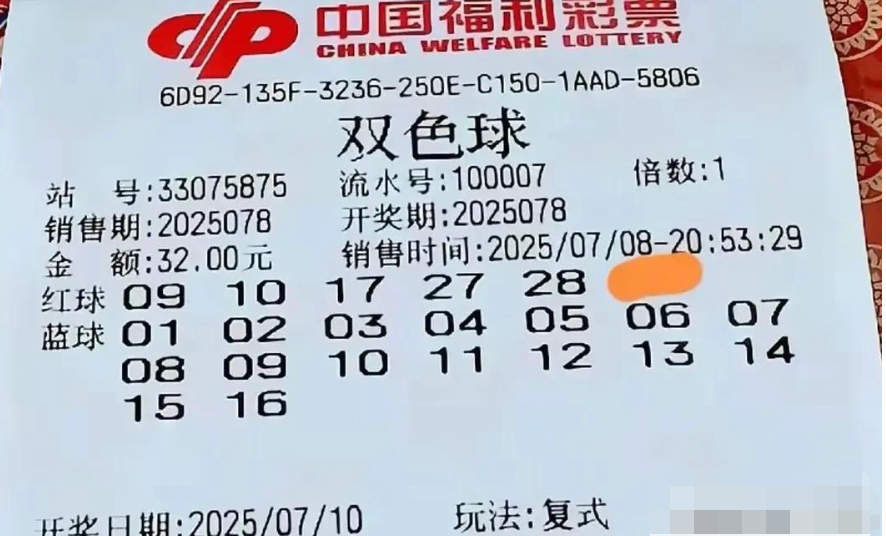 中国福利彩票
CHINA WELFARE LOTTERY
6D92-135F-3236-250E-C150-1AAD-5806
双色球
站 号:33075875 流水号:100007 倍数:1
销售期:2025078 开奖期:2025078
金 额:32.00元 销售时间:2025/07/08-20:53:29
红球 09 10 17 27 28
蓝球 01 02 03 04 05 06 07
08 09 10 11 12 13 14
15 16
开奖日期:2025/07/10 玩法:复式